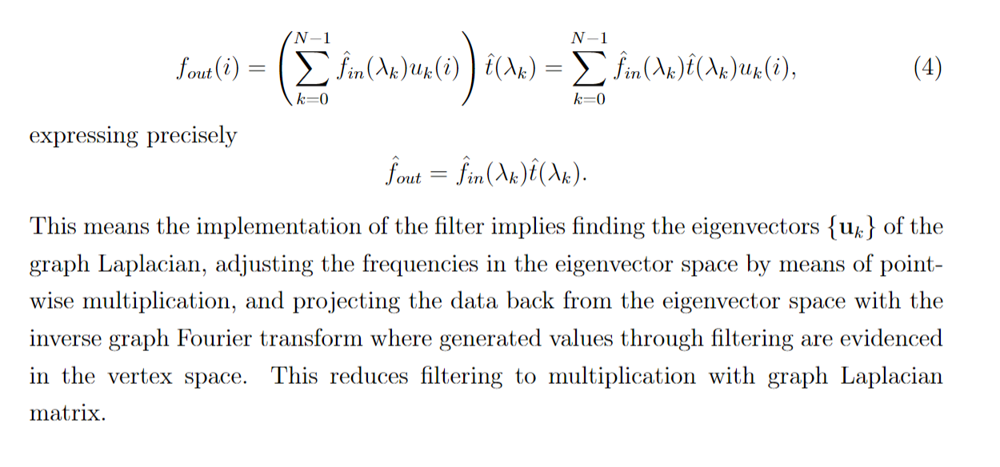 f_{out}(i) = \left( \sum_{k=0}^{N-1} \hat{f}_{in}(\lambda_k) u_k(i) \right) \hat{t}(\lambda_k) = \sum_{k=0}^{N-1} \hat{f}_{in}(\lambda_k) \hat{t}(\lambda_k) u_k(i), (4)
expressing precisely
\hat{f}_{out} = \hat{f}_{in}(\lambda_k) \hat{t}(\lambda_k).
This means the implementation of the filter implies finding the eigenvectors {u_k} of the
graph Laplacian, adjusting the frequencies in the eigenvector space by means of point-
wise multiplication, and projecting the data back from the eigenvector space with the
inverse graph Fourier transform where generated values through filtering are evidenced
in the vertex space. This reduces filtering to multiplication with graph Laplacian
matrix.